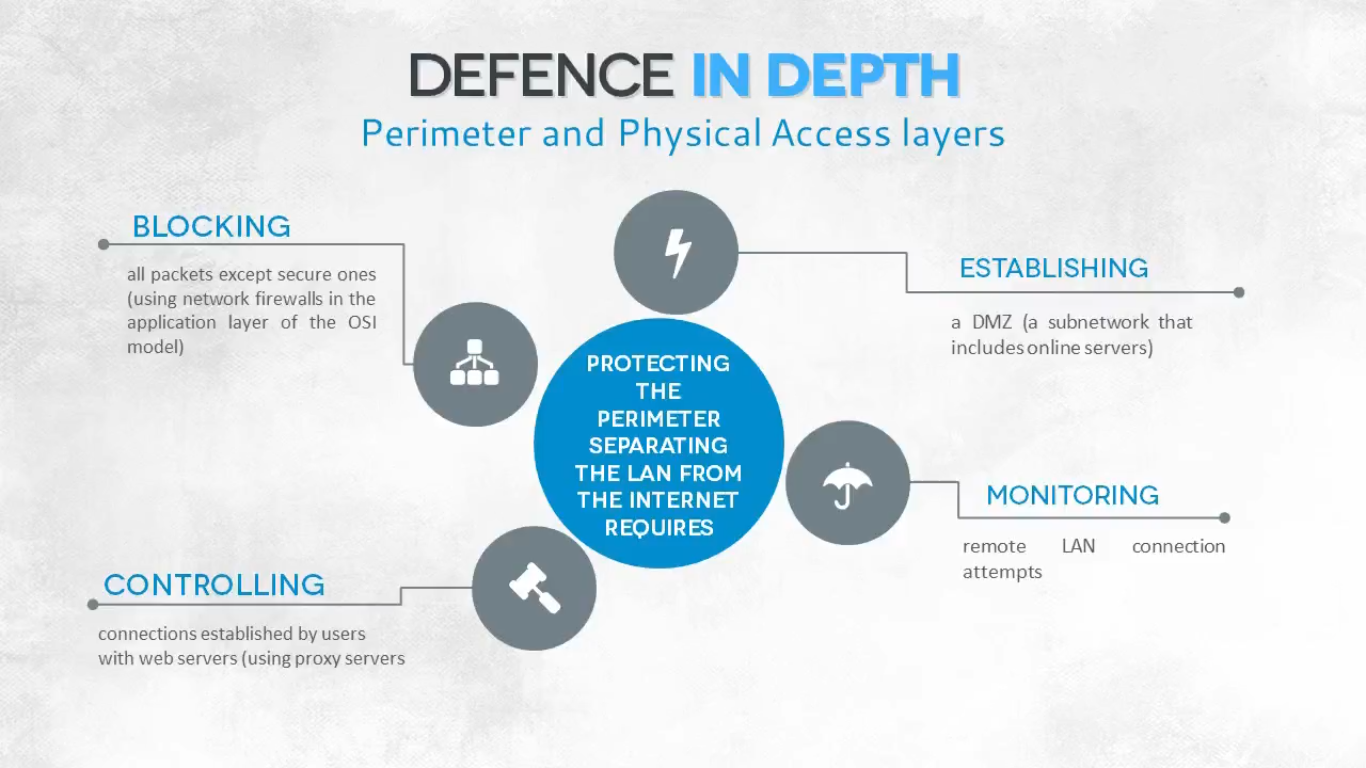 DEFENCE IN DEPTH
Perimeter and Physical Access layers
BLOCKING
all packets except secure ones
(using network firewalls in the
application layer of the OSI
model)
ESTABLISHING
a DMZ (a subnetwork that
includes online servers)
PROTECTING
THE
PERIMETER
SEPARATING
THE LAN FROM
THE INTERNET
REQUIRES
MONITORING
remote LAN connection
attempts
CONTROLLING
connections established by users
with web servers (using proxy servers